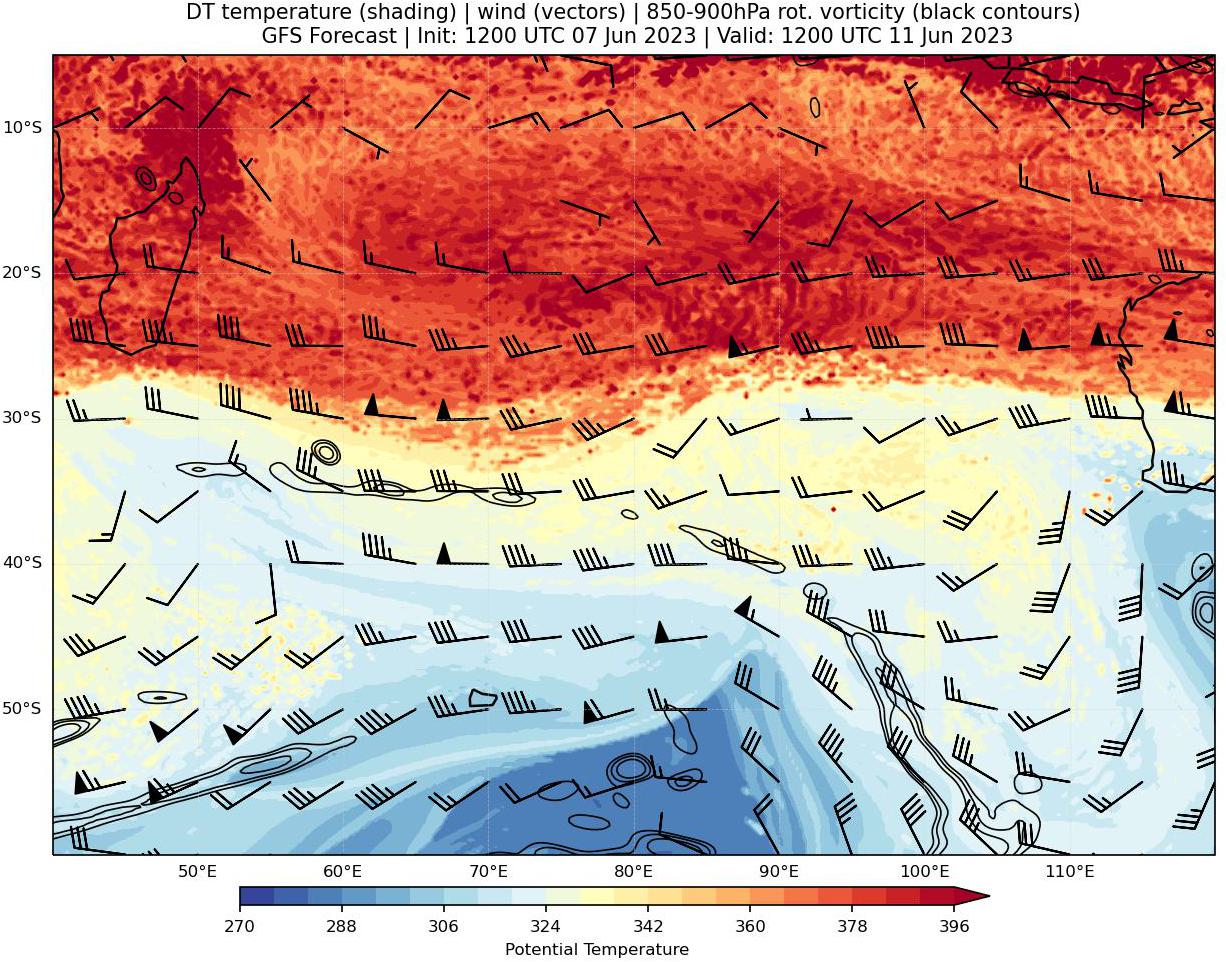 DT temperature (shading) | wind (vectors) | 850-900hPa rot. vorticity (black contours)
GFS Forecast | Init: 1200 UTC 07 Jun 2023 | Valid: 1200 UTC 11 Jun 2023
10°S
20°S
30°S
40°S
50°S
50°E 60°E 70°E 80°E 90°E 100°E 110°E
270 288 306 324 342 360 378 396
Potential Temperature